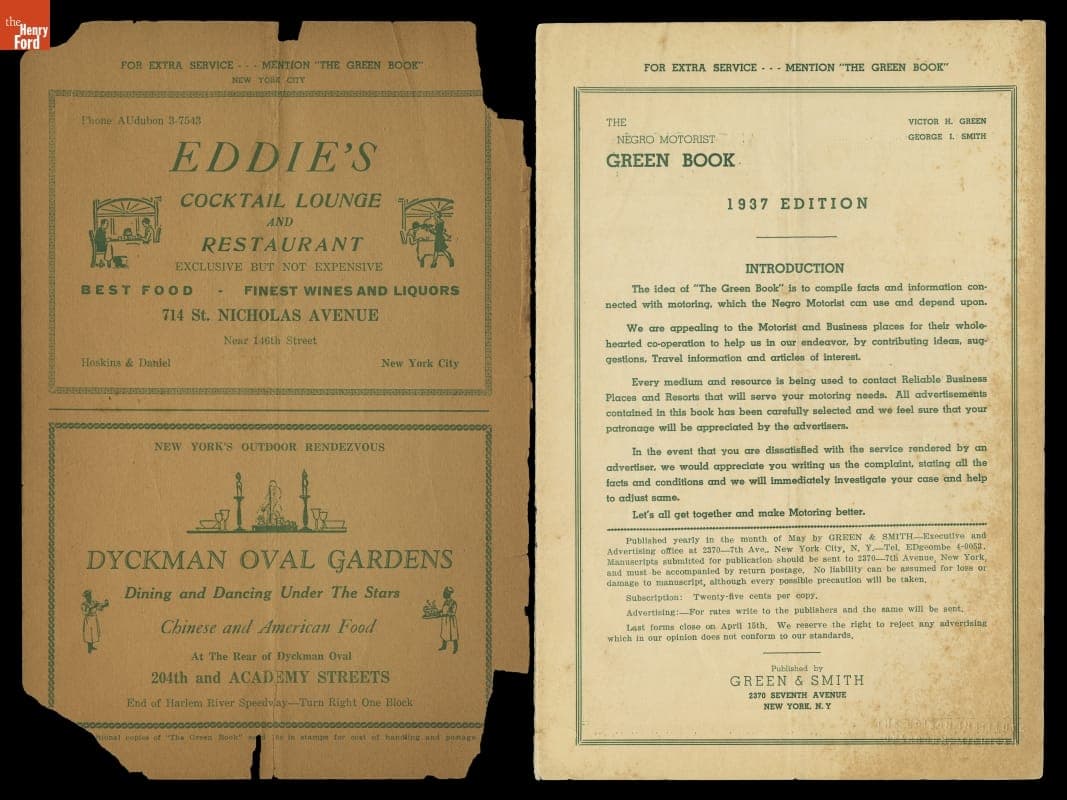 the
Henry
Ford
FOR EXTRA SERVICE - - - MENTION "THE GREEN BOOK"
NEW YORK CITY
Phone AUdubon 3-7543
EDDIE'S
COCKTAIL LOUNGE
AND
RESTAURANT
EXCLUSIVE BUT NOT EXPENSIVE
BEST FOOD - FINEST WINES AND LIQUORS
714 St. NICHOLAS AVENUE
Near 146th Street
Hoskins & Daniel New York City
NEW YORK'S OUTDOOR RENDEZVOUS
DYCKMAN OVAL GARDENS
Dining and Dancing Under The Stars
Chinese and American Food
At The Rear of Dyckman Oval
204th and ACADEMY STREETS
End of Harlem River Speedway—Turn Right One Block
tional copies of "The Green Book" in stamps for cost of handling and postage
FOR EXTRA SERVICE - - - MENTION "THE GREEN BOOK"
THE
NEGRO MOTORIST
GREEN BOOK
VICTOR H. GREEN
GEORGE I. SMITH
1937 EDITION
INTRODUCTION
The idea of "The Green Book" is to compile facts and information con-
nected with motoring, which the Negro Motorist can use and depend upon.
We are appealing to the Motorist and Business places for their whole-
hearted co-operation to help us in our endeavor, by contributing ideas, sug-
gestions, Travel information and articles of interest.
Every medium and resource is being used to contact Reliable Business
Places and Resorts that will serve your motoring needs. All advertisements
contained in this book has been carefully selected and we feel sure that your
patronage will be appreciated by the advertisers.
In the event that you are dissatisfied with the service rendered by an
advertiser, we would appreciate you writing us the complaint, stating all the
facts and conditions and we will immediately investigate your case and help
to adjust same.
Let's all get together and make Motoring better.
Published yearly in the month of May by GREEN & SMITH—Executive and
Advertising office at 2370—7th Ave., New York City, N. Y.—Tel. EDgecombe 4-0053.
Manuscripts submitted for publication should be sent to 2370—7th Avenue, New York,
and must be accompanied by return postage. No liability can be assumed for loss or
damage to manuscript, although every possible precaution will be taken.
Subscription: Twenty-five cents per copy.
Advertising:—For rates write to the publishers and the same will be sent.
Last forms close on April 15th. We reserve the right to reject any advertising
which in our opinion does not conform to our standards.
Published by
GREEN & SMITH
2370 SEVENTH AVENUE
NEW YORK, N. Y